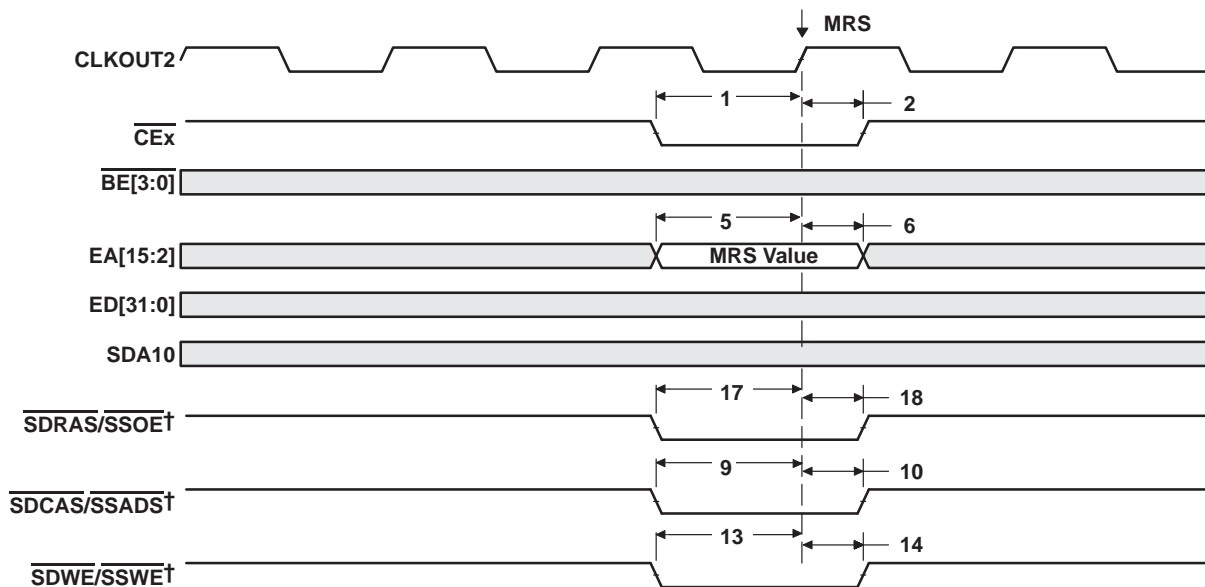 MRS
CLKOUT2
1 2
CEx
BE[3:0]
5 6
EA[15:2] MRS Value
ED[31:0]
SDA10
17 18
SDRAS/SSOE†
9 10
SDCAS/SSADS†
13 14
SDWE/SSWE†